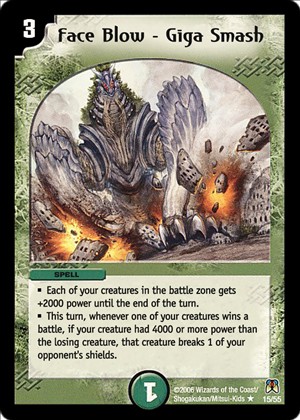 3
Face Blow - Giga Smash
SPELL
■ Each of your creatures in the battle zone gets
+2000 power until the end of the turn.
■ This turn, whenever one of your creatures wins a
battle, if your creature had 4000 or more power than
the losing creature, that creature breaks 1 of your
opponent's shields.
1
©2006 Wizards of the Coast/
Shogakukan/Mitsui-Kids ★ 15/55